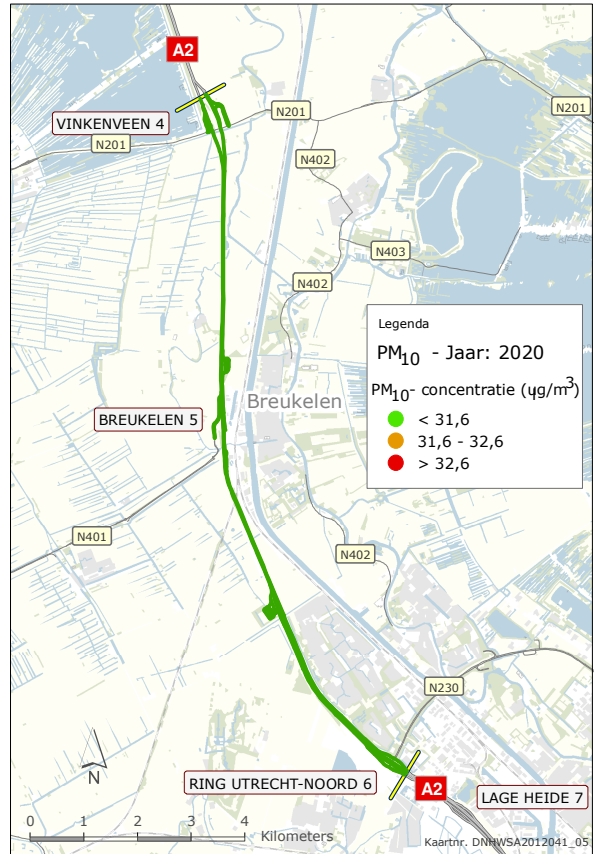 A2
VINKENVEEN 4
N201
N201
N201
N402
N403
N402
Legenda
PM10 - Jaar: 2020
PM10- concentratie (µg/m3)
< 31,6
31,6 - 32,6
> 32,6
Breukelen
BREUKELEN 5
N401
N402
N230
N
RING UTRECHT-NOORD 6
A2
LAGE HEIDE 7
0 1 2 3 4
Kilometers
Kaartnr. DNHWSA2012041_05